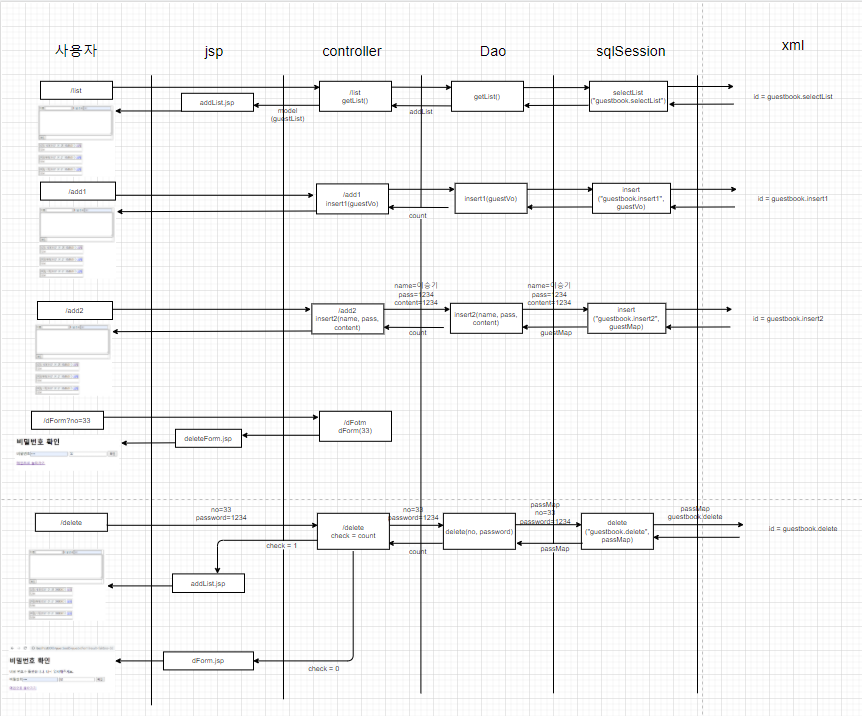 사용자
jsp
controller
Dao
sqlSession
xml
/list
addList.jsp
model
(guestList)
/list
getList()
addList
getList()
selectList
("guestbook.selectList")
id = guestbook.selectList
/add1
/add1
insert1(guestVo)
count
insert1(guestVo)
insert
("guestbook.insert1",
guestVo)
id = guestbook.insert1
/add2
/add2
insert2(name, pass,
content)
name=이승기
pass=1234
content=1234
count
insert2(name, pass,
content)
name=이승기
pass=1234
content=1234
guestMap
insert
("guestbook.insert2",
guestMap)
id = guestbook.insert2
/dForm?no=33
deleteForm.jsp
/dFotm
dForm(33)
비밀번호 확인
/delete
no=33
password=1234
/delete
check = count
check = 1
no=33
password=1234
count
delete(no, password)
passMap
no=33
password=1234
passMap
delete
("guestbook.delete",
passMap)
passMap
guestbook.delete
id = guestbook.delete
addList.jsp
비밀번호 확인
dForm.jsp
check = 0